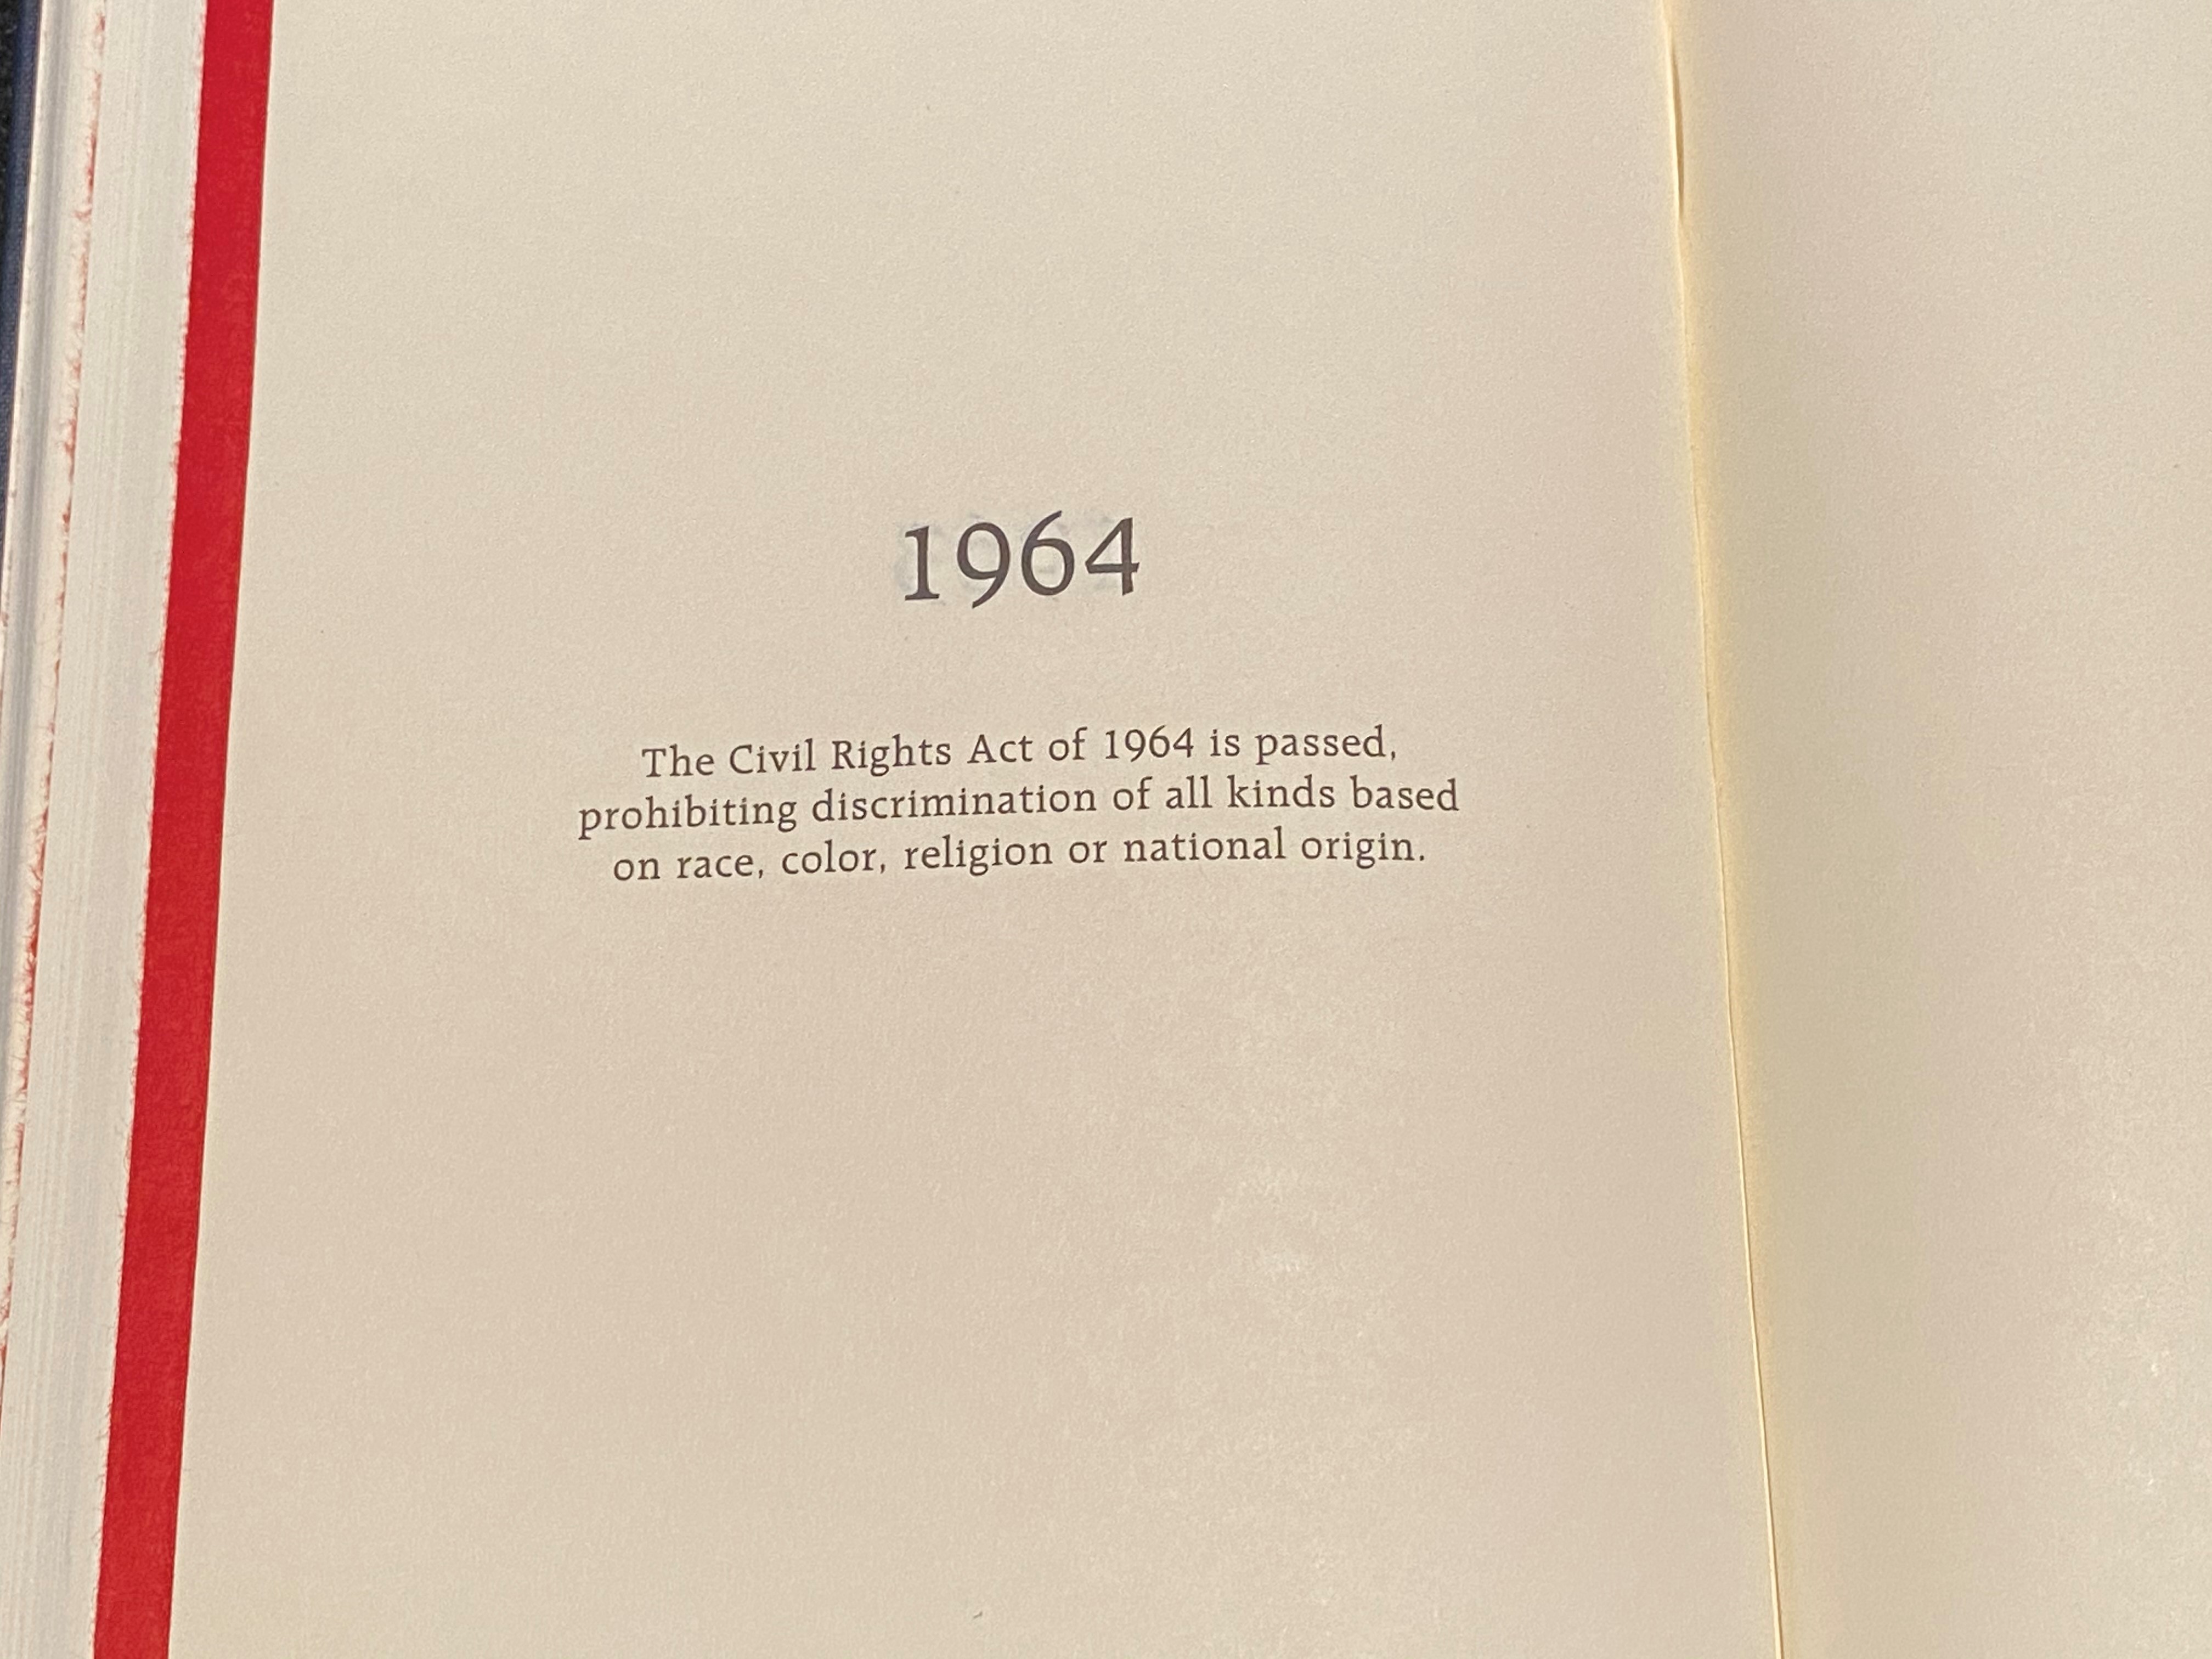 1964
The Civil Rights Act of 1964 is passed,
prohibiting discrimination of all kinds based
on race, color, religion or national origin.